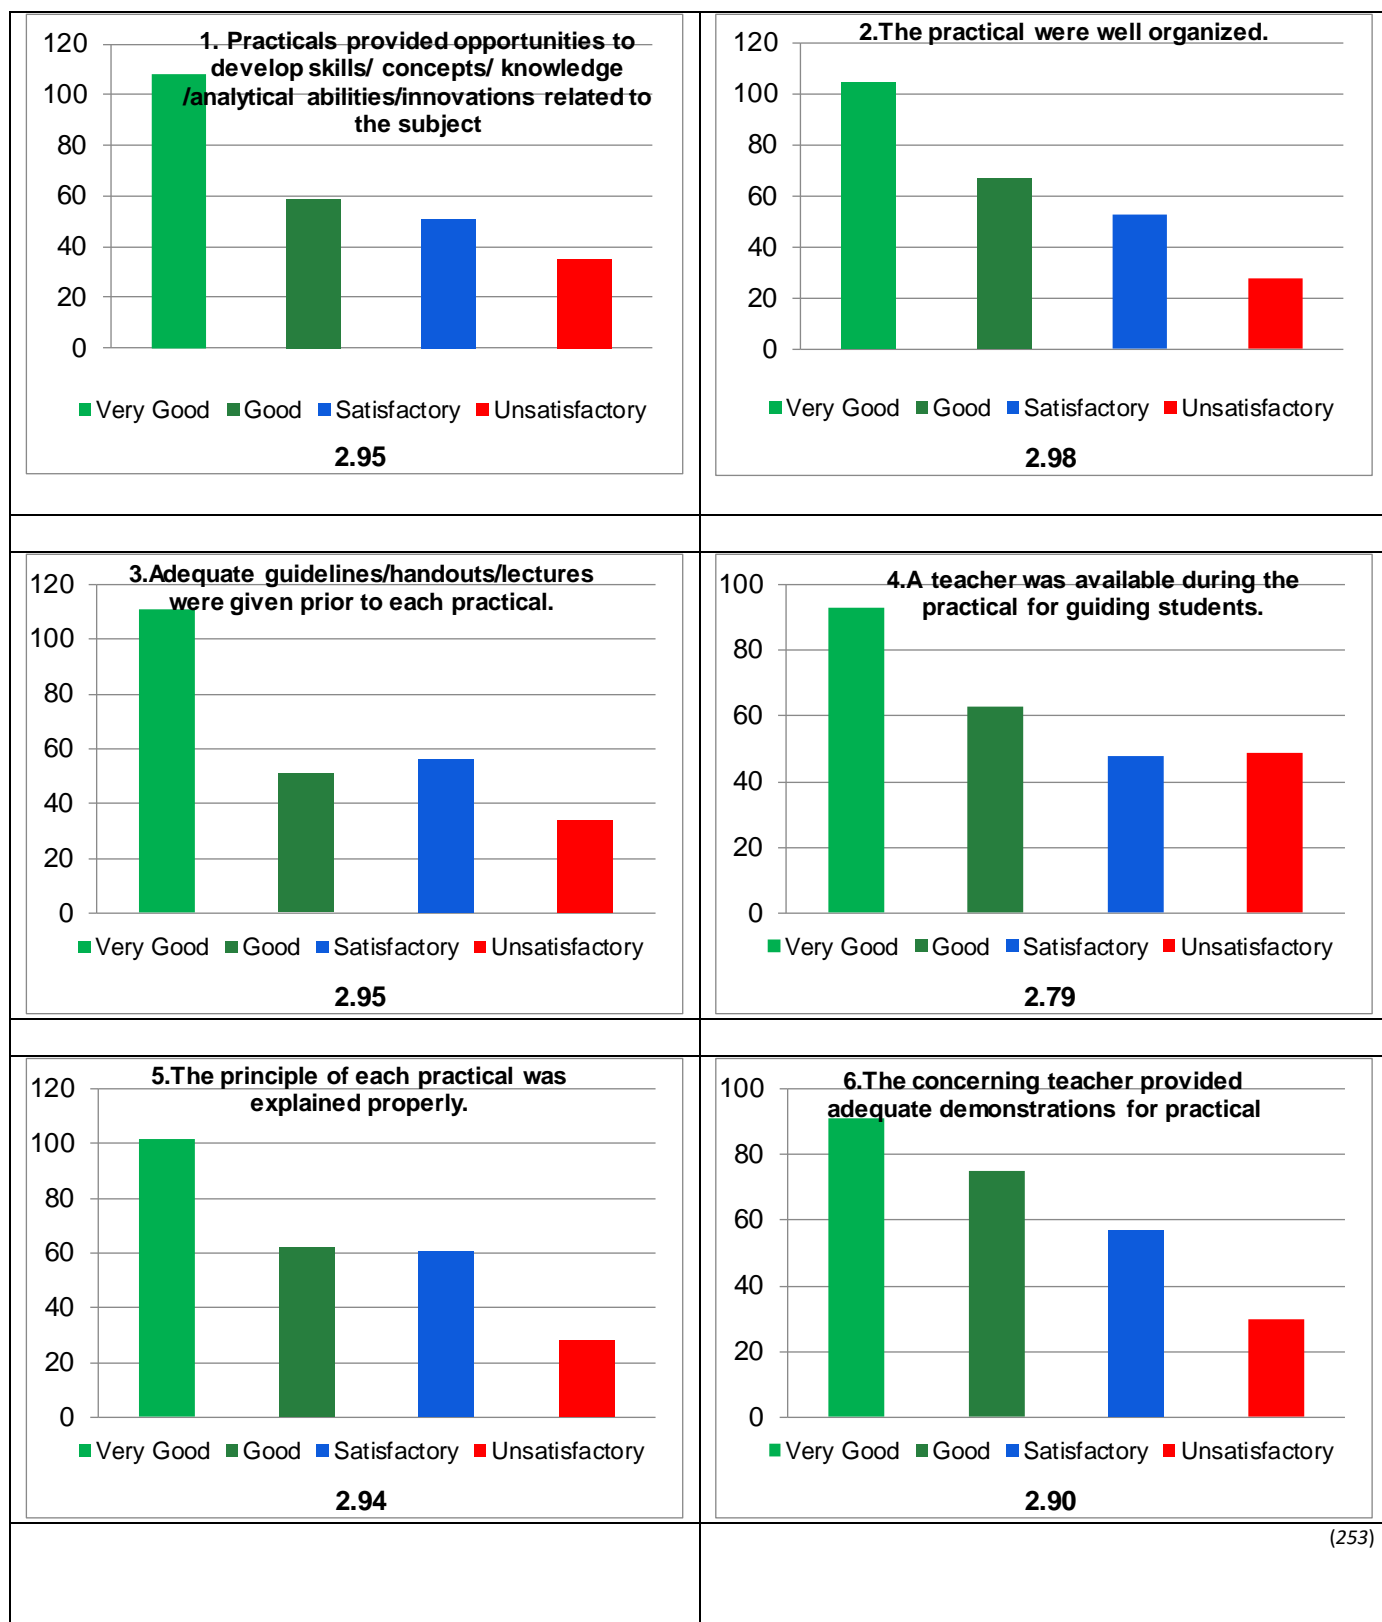 1. Practicals provided opportunities to
develop skills/ concepts/ knowledge
/analytical abilities/innovations related to
the subject
120
100
80
60
40
20
0
Very Good Good Satisfactory Unsatisfactory
2.95
2.The practical were well organized.
120
100
80
60
40
20
0
Very Good Good Satisfactory Unsatisfactory
2.98
3.Adequate guidelines/handouts/lectures
were given prior to each practical.
120
100
80
60
40
20
0
Very Good Good Satisfactory Unsatisfactory
2.95
4.A teacher was available during the
practical for guiding students.
100
80
60
40
20
0
Very Good Good Satisfactory Unsatisfactory
2.79
5.The principle of each practical was
explained properly.
120
100
80
60
40
20
0
Very Good Good Satisfactory Unsatisfactory
2.94
6.The concerning teacher provided
adequate demonstrations for practical
100
80
60
40
20
0
Very Good Good Satisfactory Unsatisfactory
2.90
(253)